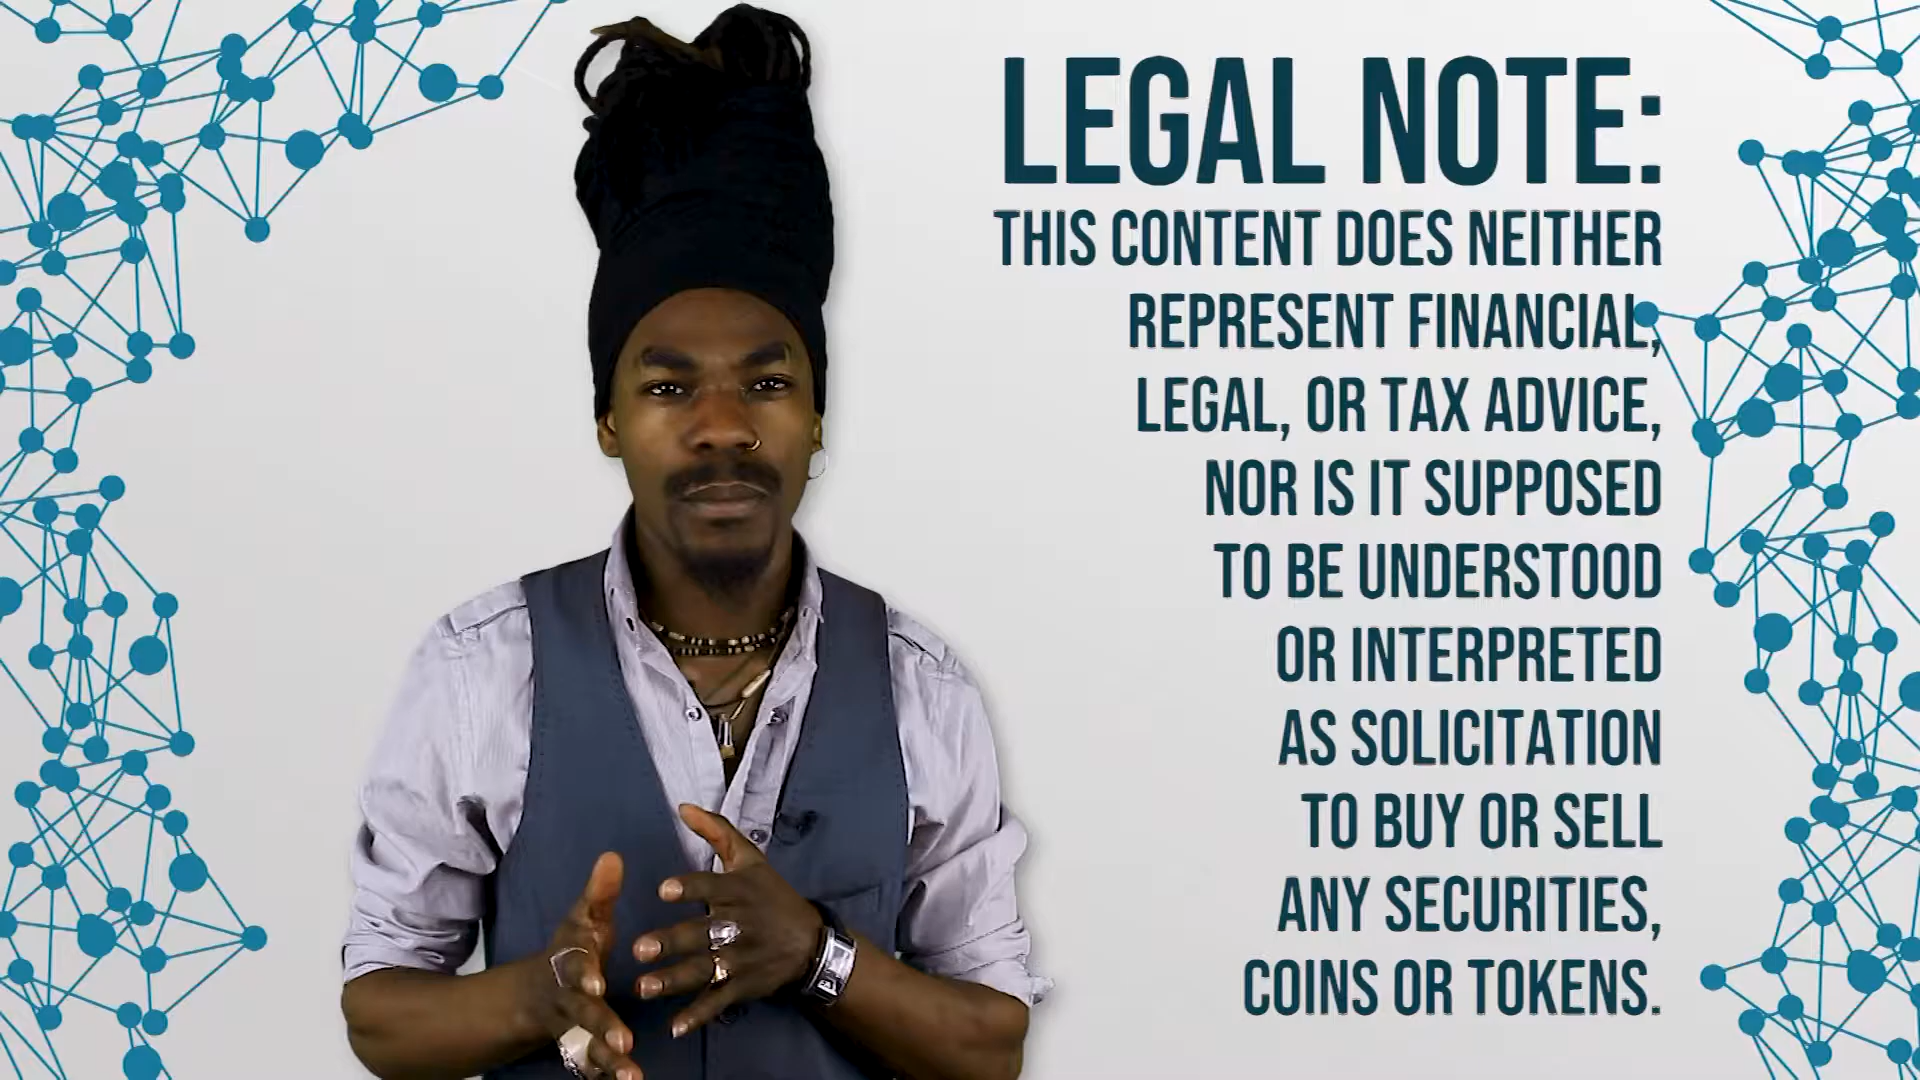 LEGAL NOTE:
THIS CONTENT DOES NEITHER
REPRESENT FINANCIAL,
LEGAL, OR TAX ADVICE,
NOR IS IT SUPPOSED
TO BE UNDERSTOOD
OR INTERPRETED
AS SOLICITATION
TO BUY OR SELL
ANY SECURITIES,
COINS OR TOKENS.